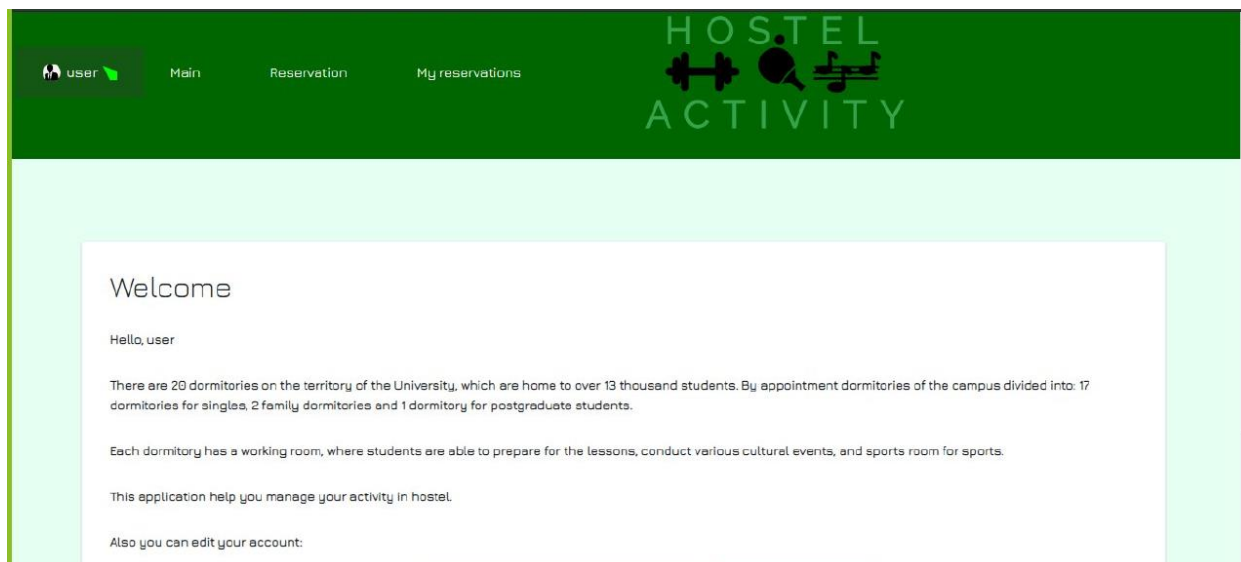 HOSTEL
user
Main
Reservation
My reservations
ACTIVITY
Welcome
Hello, user
There are 20 dormitories on the territory of the University, which are home to over 13 thousand students. By appointment dormitories of the campus divided into: 17
dormitories for singles, 2 family dormitories and 1 dormitory for postgraduate students.
Each dormitory has a working room, where students are able to prepare for the lessons, conduct various cultural events, and sports room for sports.
This application help you manage your activity in hostel.
Also you can edit your account: